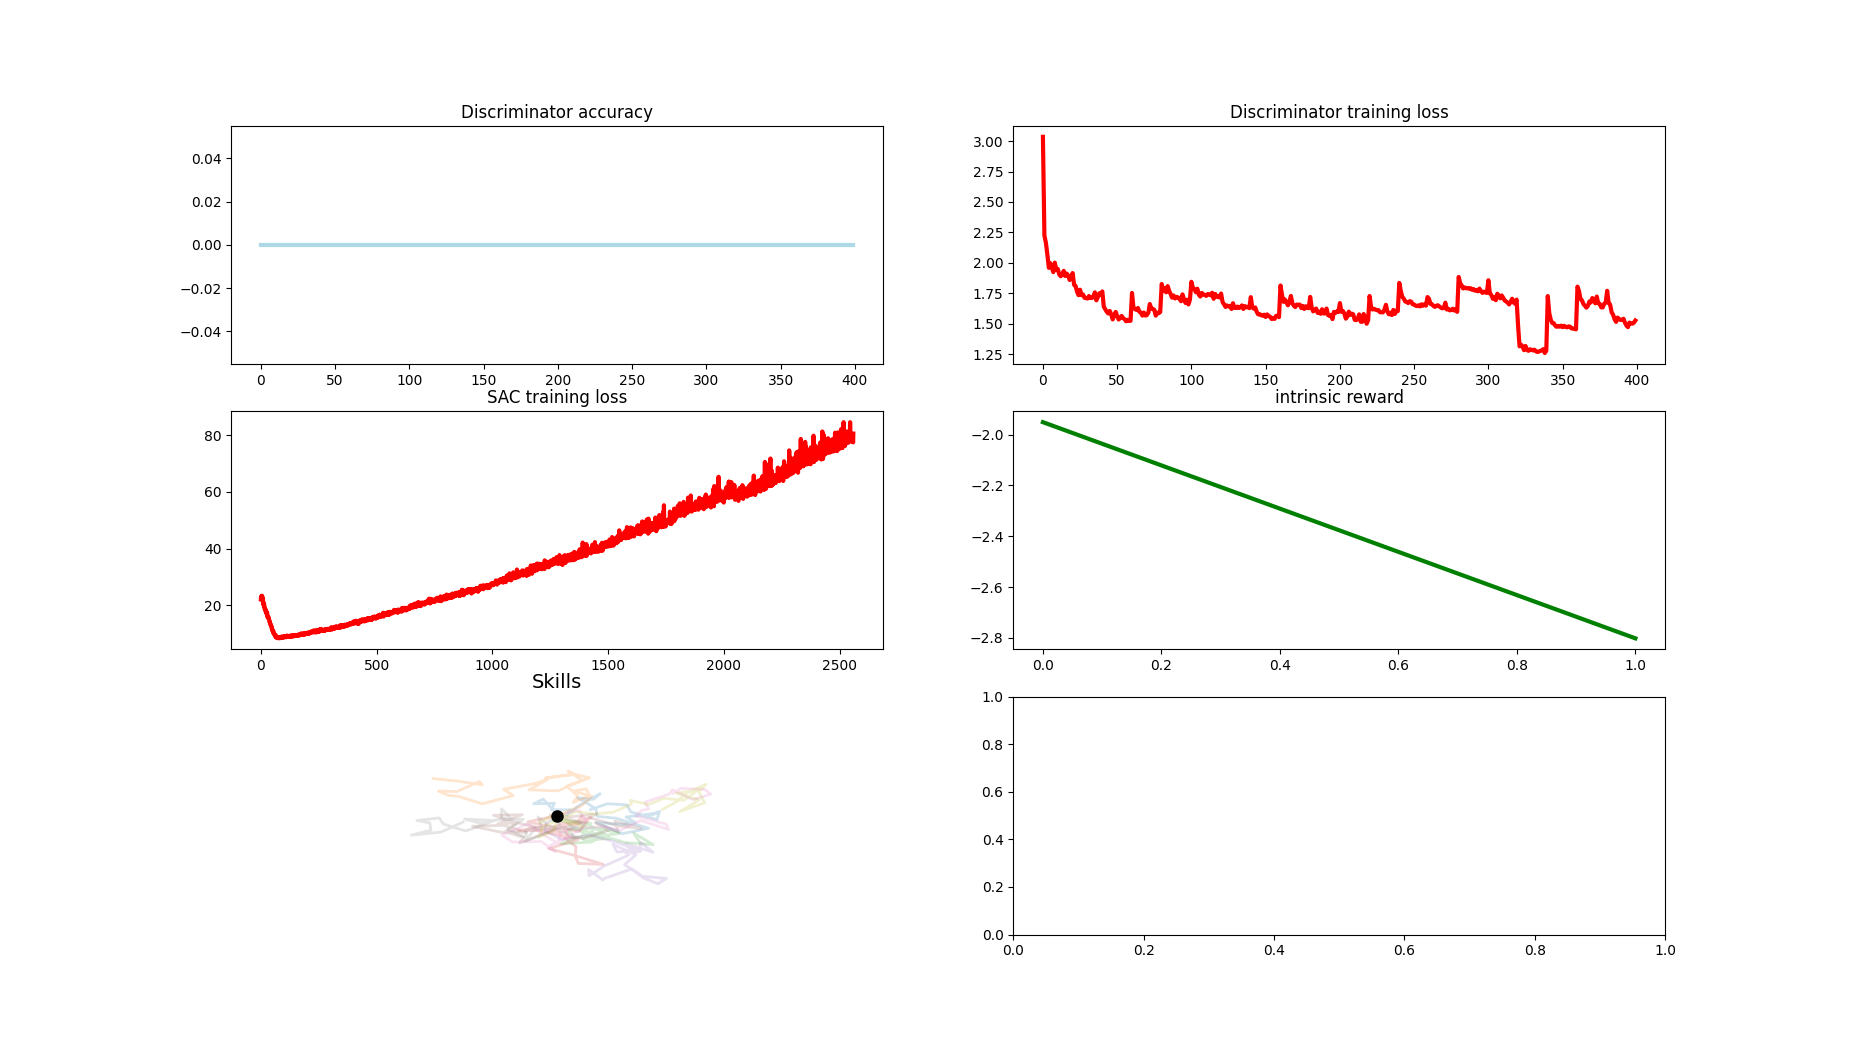 Discriminator accuracy
0.04
0.02
0.00
−0.02
−0.04
0 50 100 150 200 250 300 350 400
Discriminator training loss
3.00
2.75
2.50
2.25
2.00
1.75
1.50
1.25
0 50 100 150 200 250 300 350 400
SAC training loss
80
60
40
20
0 500 1000 1500 2000 2500
intrinsic reward
−2.0
−2.2
−2.4
−2.6
−2.8
0.0 0.2 0.4 0.6 0.8 1.0
Skills
1.0
0.8
0.6
0.4
0.2
0.0
0.0 0.2 0.4 0.6 0.8 1.0